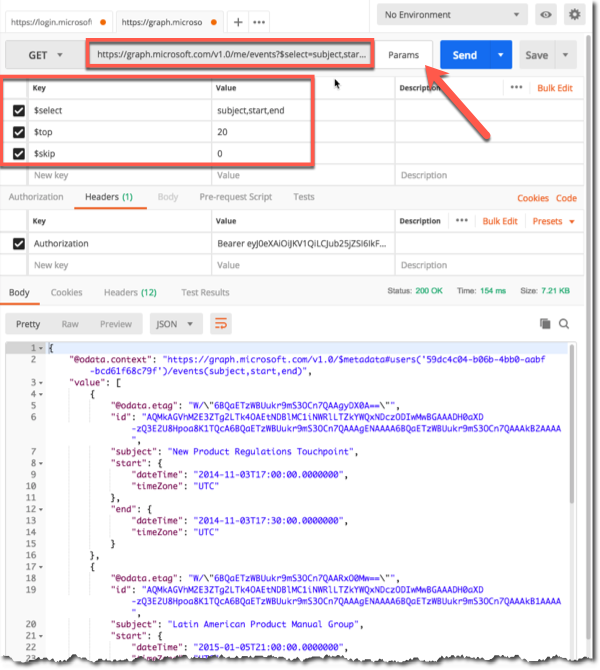 https://login.microsoft
https://graph.microso
No Environment
GET
https://graph.microsoft.com/v1.0/me/events?$select=subject,star...
Params
Send
Save
Key Value Description Bulk Edit
$select subject,start,end
$top 20
$skip 0
New key Value Description
Authorization Headers (1) Body Pre-request Script Tests Cookies Code
Key Value Description Bulk Edit Presets
Authorization
New key Value Description
Body Cookies Headers (12) Test Results Status: 200 OK Time: 154 ms Size: 7.21 KB
Pretty Raw Preview JSON
1 {
2 "@odata.context": "https://graph.microsoft.com/v1.0/$metadata#users('59dc4c04-b06b-4bb0-aabf
-bcd61f68c79f')/events(subject,start,end)",
3 "value": [
4 {
5 "@odata.etag": "W/\"6BQaETzWBUukr9mS3OCn7QAAgyDX0A==\"",
6 "id":
",
7 "subject": "New Product Regulations Touchpoint",
8 "start": {
9 "dateTime": "2014-11-03T17:00:00.0000000",
10 "timeZone": "UTC"
11 },
12 "end": {
13 "dateTime": "2014-11-03T17:30:00.0000000",
14 "timeZone": "UTC"
15 }
16 },
17 {
18 "@odata.etag": "W/\"6BQaETzWBUukr9mS3OCn7QAARxO0Mw==\"",
19 "id":
",
20 "subject": "Latin American Product Manual Group",
21 "start": {
22 "dateTime": "2015-01-05T21:00:00.0000000",
23